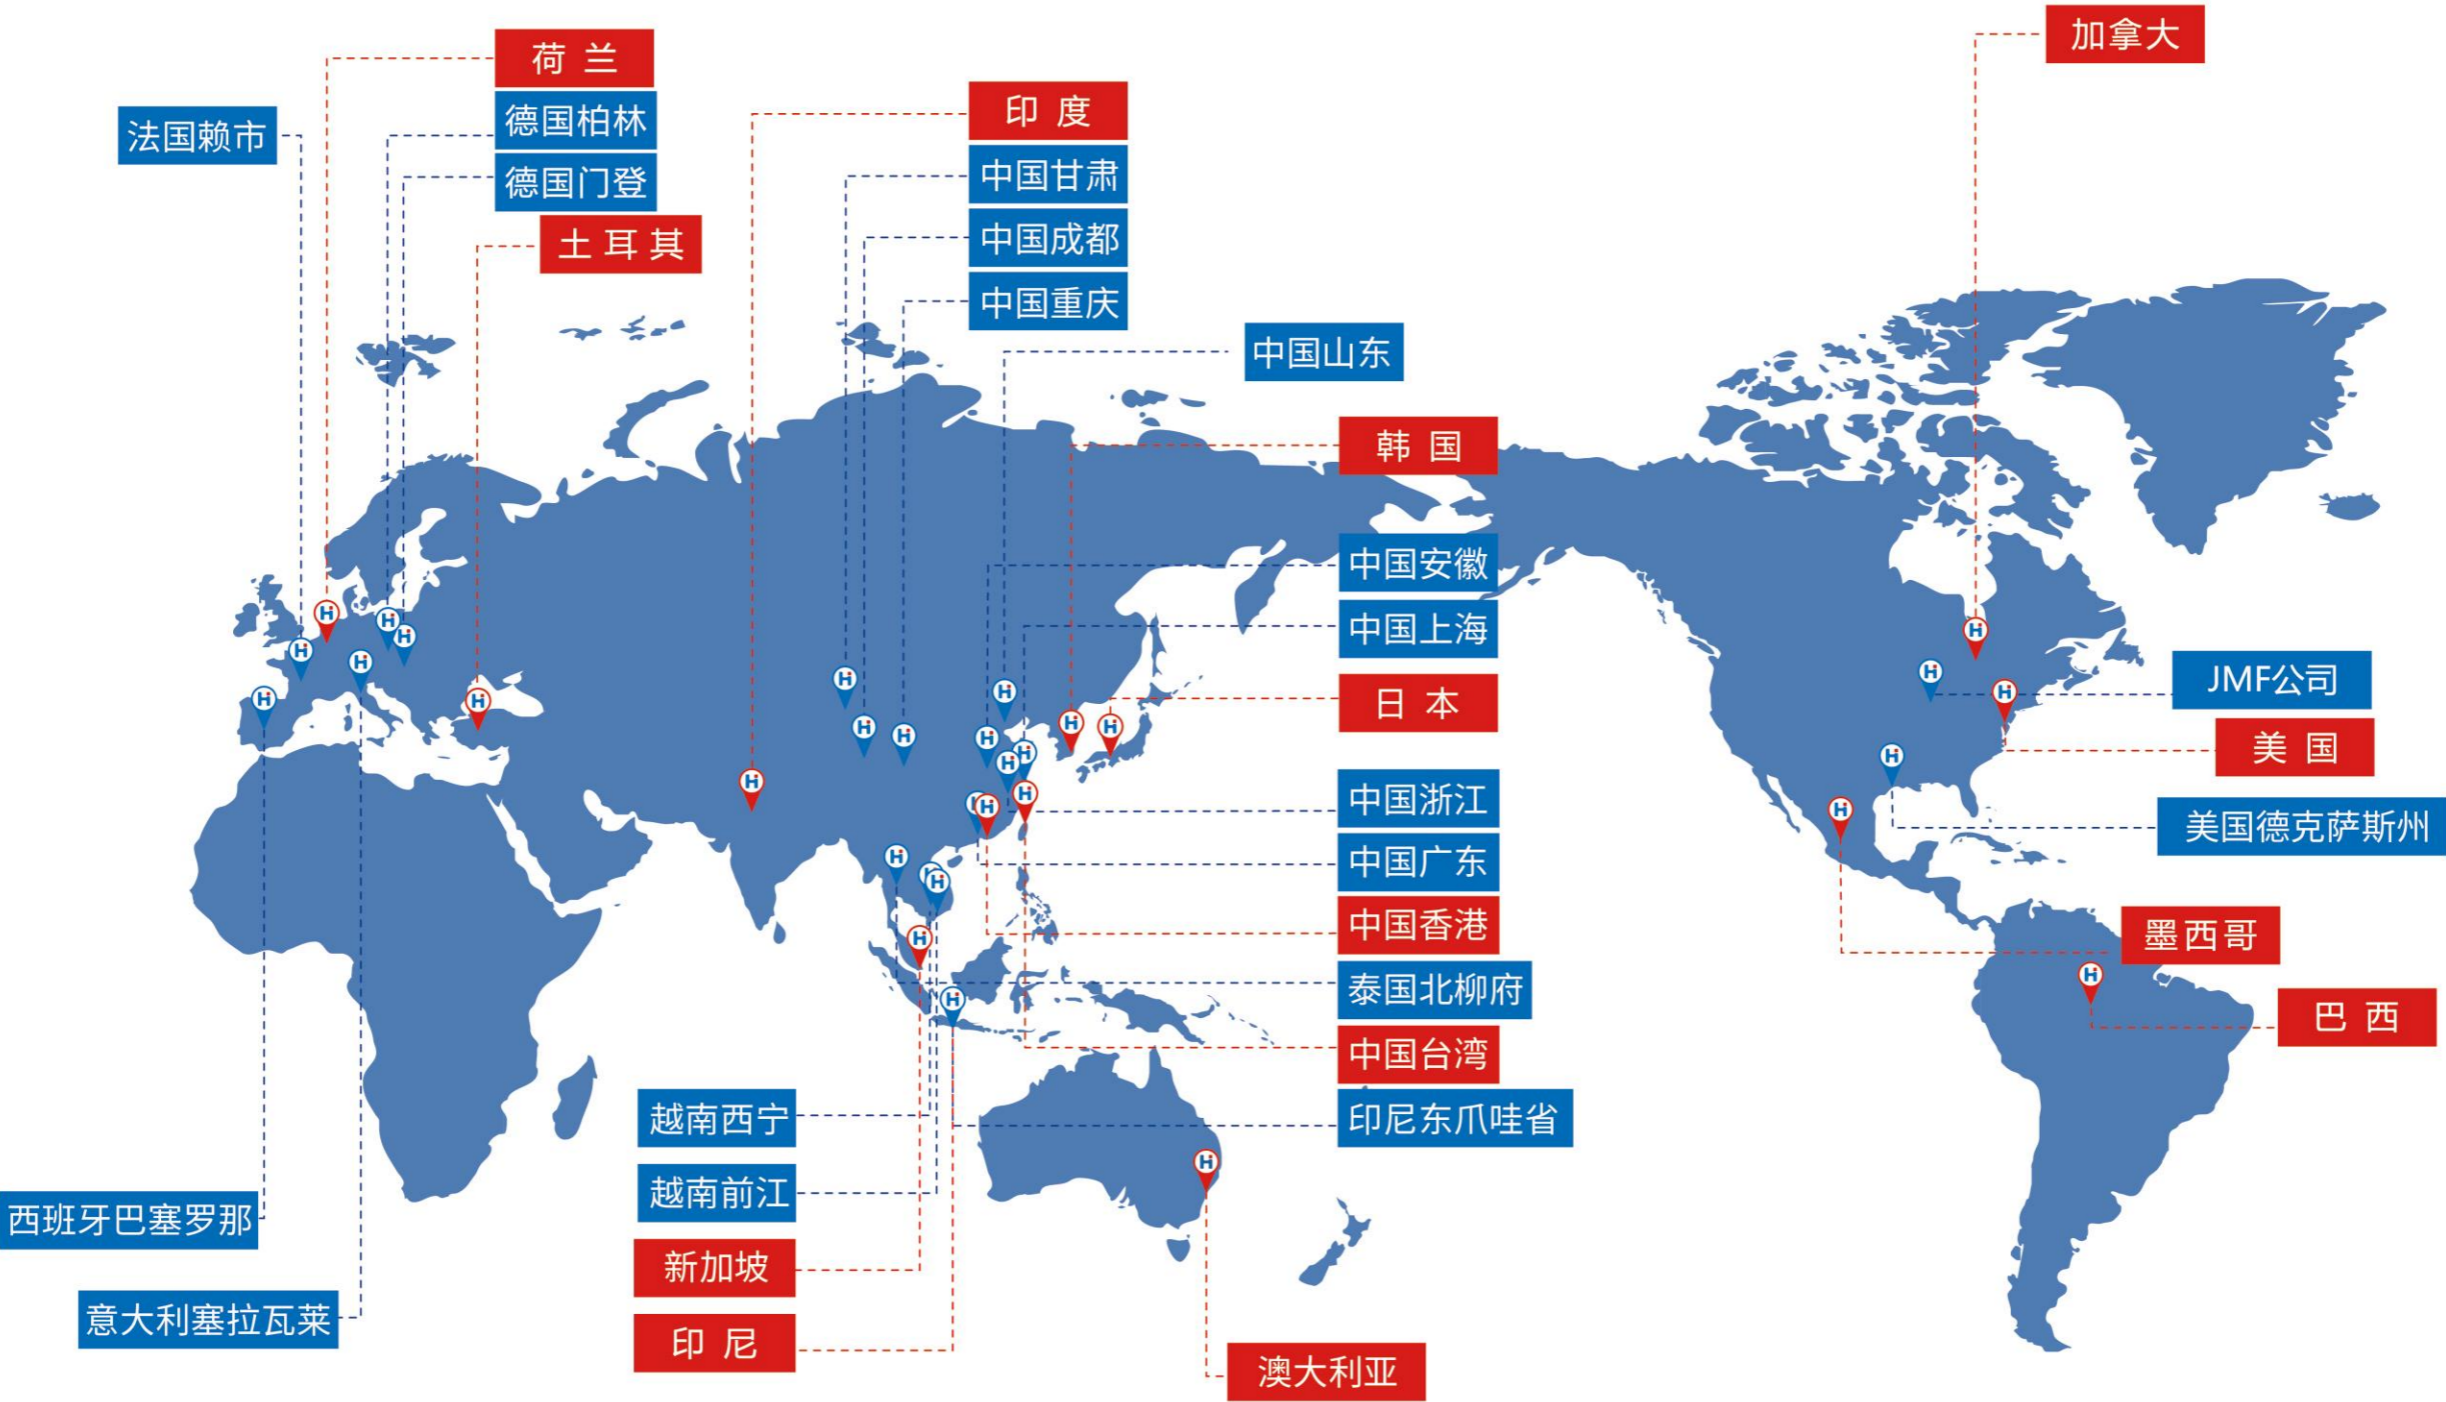 加拿大
荷 兰
德国柏林
德国门登
土 耳 其
法国赖市
印 度
中国甘肃
中国成都
中国重庆
中国山东
韩 国
中国安徽
中国上海
日 本
中国浙江
中国广东
中国香港
泰国北柳府
中国台湾
印尼东爪哇省
JMF公司
美 国
美国德克萨斯州
墨西哥
巴 西
越南西宁
越南前江
新加坡
印 尼
西班牙巴塞罗那
意大利塞拉瓦莱
澳大利亚